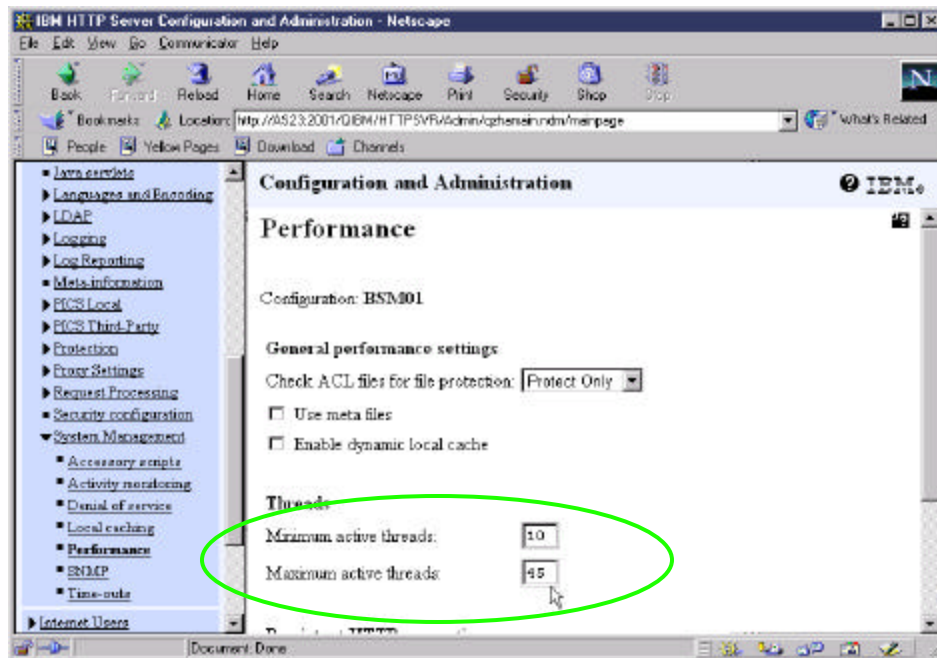 IBM HTTP Server Configuration and Administration - Netscape
File Edit View Go Communicator Help
Back Forward Reload Home Search Netscape Print Security Shop Stop
Bookmarks Location: http://AS23:2001/QIBM/HTTPSVR/Admin/qzhamain.ndm/mainpage What's Related
People Yellow Pages Download Channels
Java servlets
Languages and Encoding
LDAP
Logging
Log Reporting
Meta-information
PICS Local
PICS Third-Party
Protection
Proxy Settings
Request Processing
Security configuration
System Management
Accessory scripts
Activity monitoring
Denial of service
Local caching
Performance
SNMP
Time-outs
Internet Users
Configuration and Administration
IBM
Performance
Configuration: BSM01
General performance settings
Check ACL files for file protection: Protect Only
Use meta files
Enable dynamic local cache
Threads
Minimum active threads: 10
Maximum active threads: 45
Document: Done